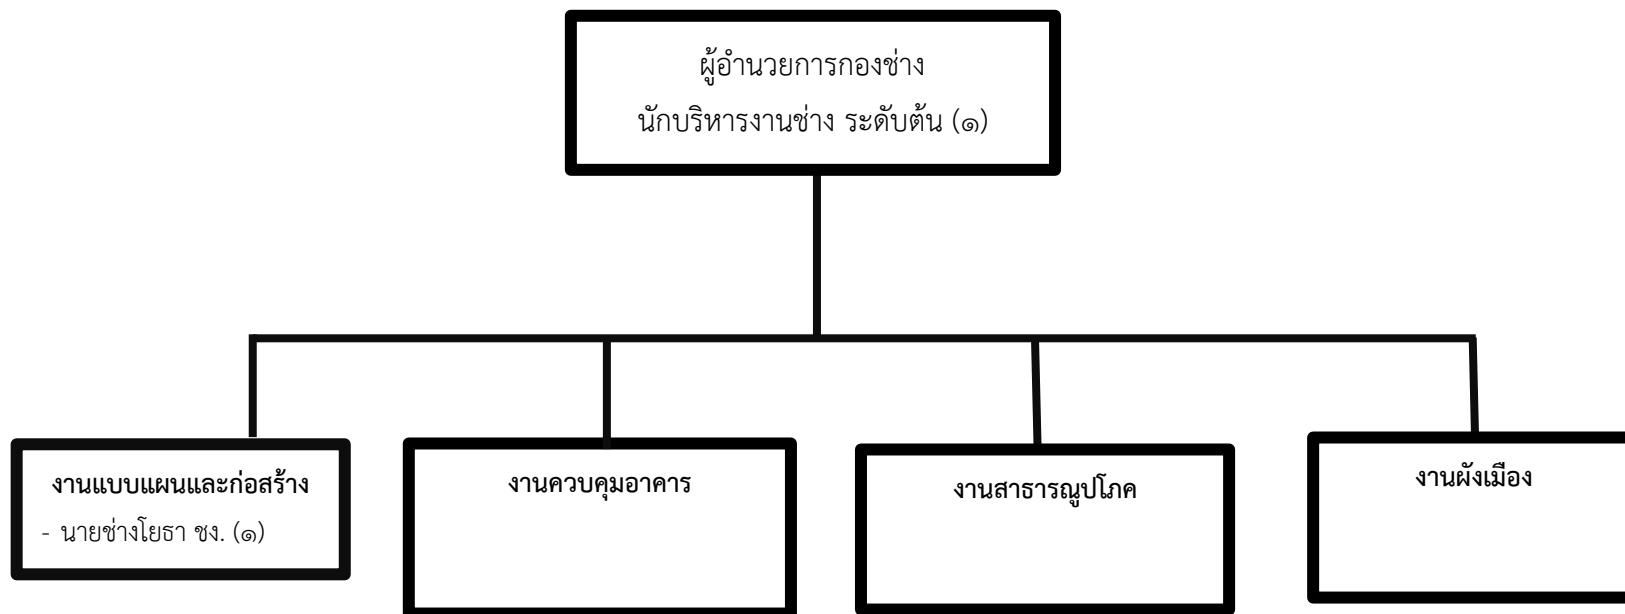 ผู้อำนวยการกองช่าง
นักบริหารงานช่าง ระดับต้น (๑)
งานแบบแผนและก่อสร้าง
- นายช่างโยธา ชง. (๑)
งานควบคุมอาคาร
งานสาธารณูปโภค
งานผังเมือง